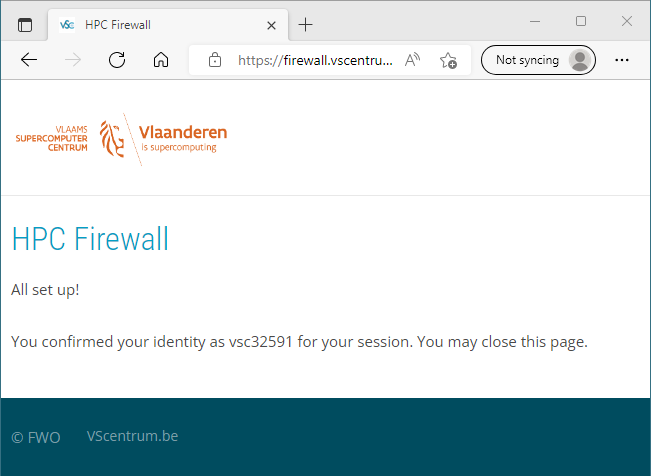 HPC Firewall
https://firewall.vscentru...
Not syncing
VLAAMS
SUPERCOMPUTER
CENTRUM
Vlaanderen
is supercomputing
HPC Firewall
All set up!
You confirmed your identity as vsc32591 for your session. You may close this page.
© FWO VScentrum.be